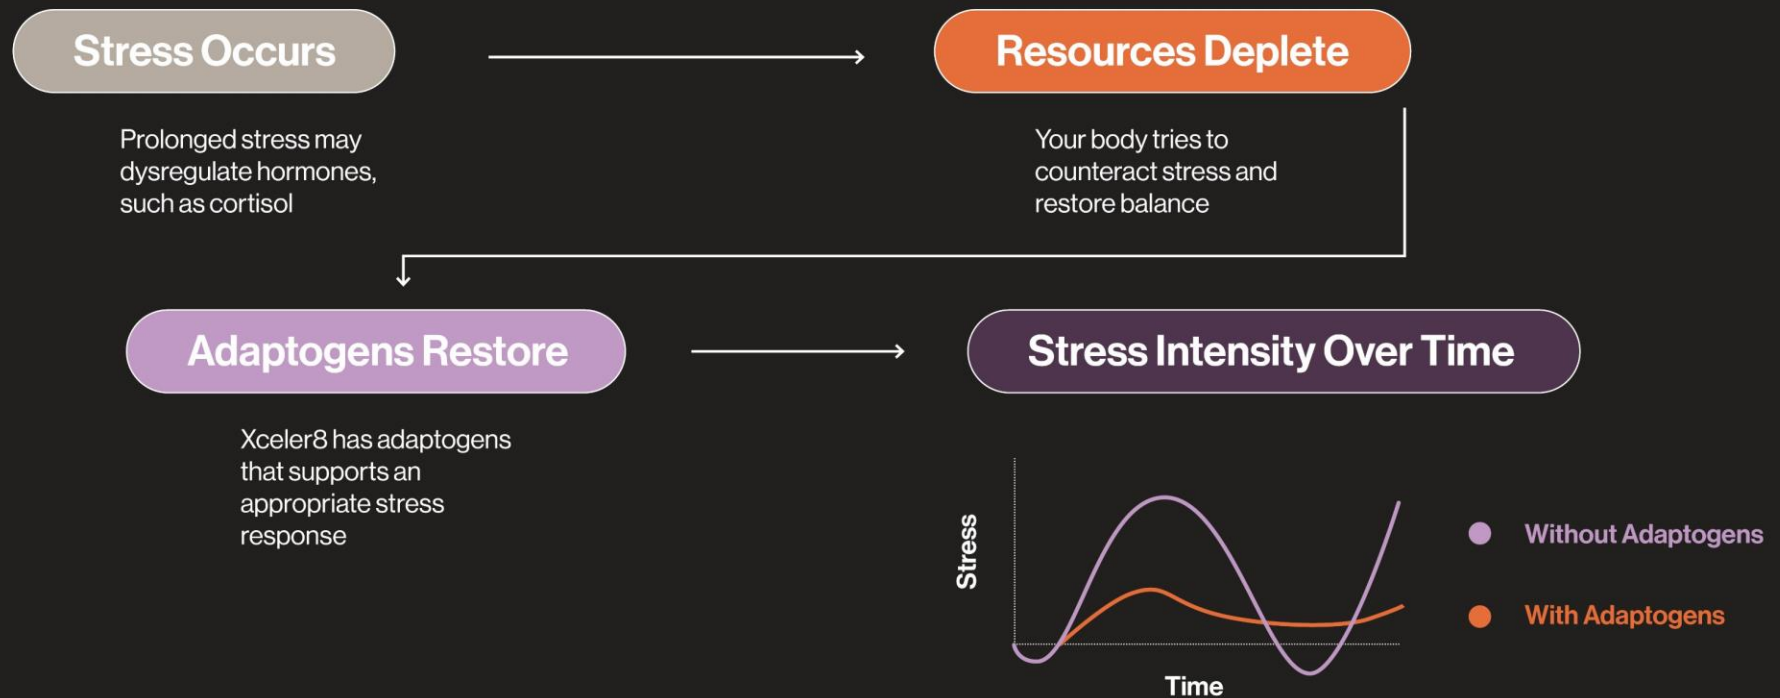 Stress Occurs
Resources Deplete
Prolonged stress may
dysregulate hormones,
such as cortisol
Your body tries to
counteract stress and
restore balance
Adaptogens Restore
Stress Intensity Over Time
Xceler8 has adaptogens
that supports an
appropriate stress
response
Stress
Without Adaptogens
With Adaptogens
Time